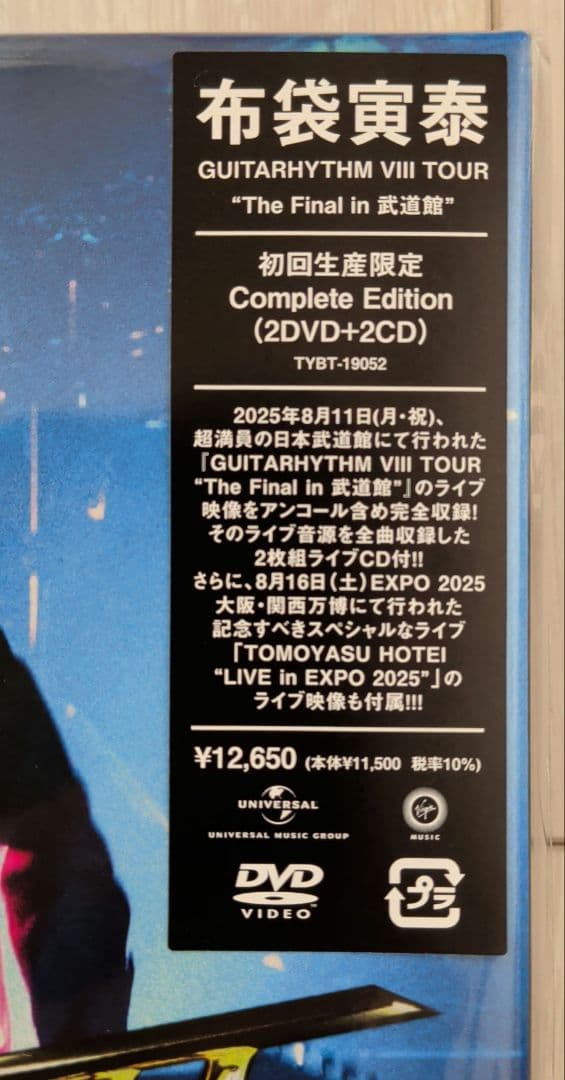 布袋寅泰
GUITARHYTHM VIII TOUR
“The Final in 武道館”
初回生産限定
Complete Edition
(2DVD+2CD)
TYBT-19052
2025年8月11日(月・祝)、
超満員の日本武道館にて行われた
『GUITARHYTHM VIII TOUR
“The Final in 武道館”』のライブ
映像をアンコール含め完全収録!
そのライブ音源を全曲収録した
2枚組ライブCD付!!
さらに、8月16日(土)EXPO 2025
大阪・関西万博にて行われた
記念すべきスペシャルなライブ
「TOMOYASU HOTEI
“LIVE in EXPO 2025”」の
ライブ映像も付属!!!
¥12,650 (本体¥11,500 税率10%)
UNIVERSAL
UNIVERSAL MUSIC GROUP
Virgin
MUSIC
DVD
VIDEO
プラ